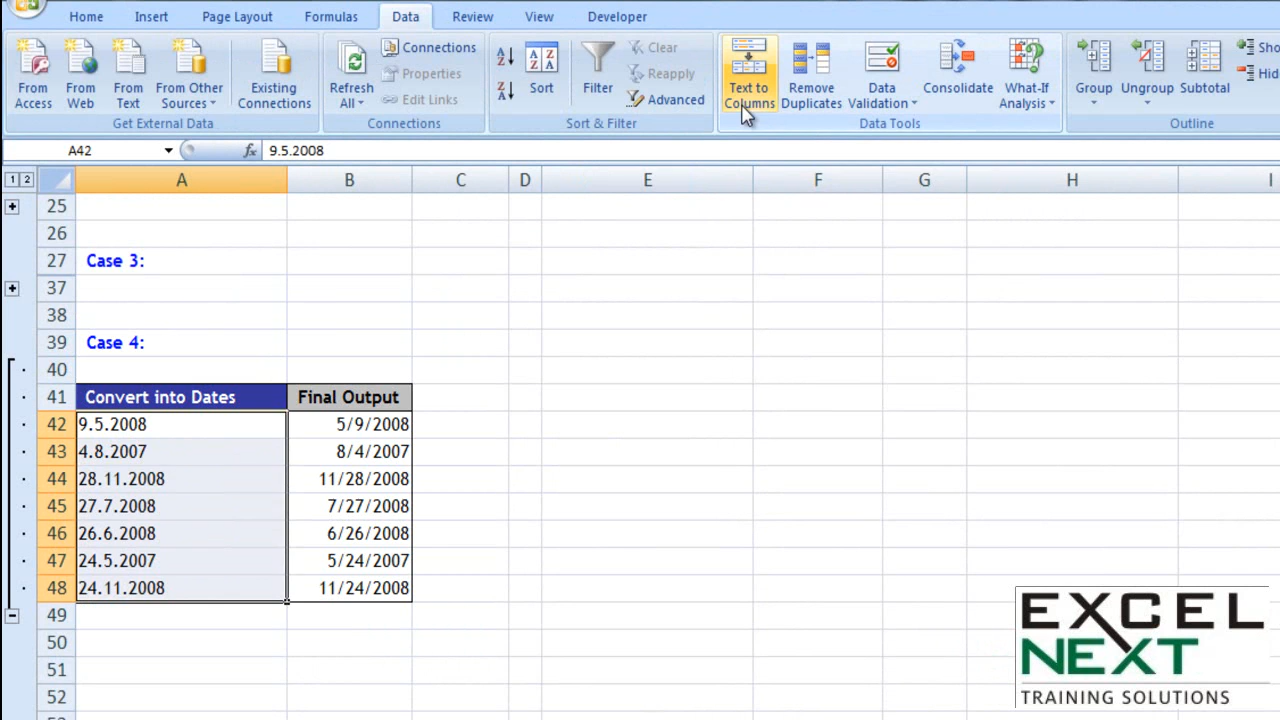 Home Insert Page Layout Formulas Data Review View Developer
From Access
From Web
From Text
From Other Sources
Existing Connections
Get External Data
Refresh All
Connections
Properties
Edit Links
Connections
Sort
Filter
Clear
Reapply
Advanced
Sort & Filter
Text to Columns
Remove Duplicates
Data Validation
Consolidate
What-If Analysis
Data Tools
Group
Ungroup
Subtotal
Outline
A42 fx 9.5.2008
1 2 A B C D E F G H I
25
26
27 Case 3:
37
38
39 Case 4:
40
41 Convert into Dates Final Output
42 9.5.2008 5/9/2008
43 4.8.2007 8/4/2007
44 28.11.2008 11/28/2008
45 27.7.2008 7/27/2008
46 26.6.2008 6/26/2008
47 24.5.2007 5/24/2007
48 24.11.2008 11/24/2008
49
50
51
52
EXCEL
NEXT
TRAINING SOLUTIONS